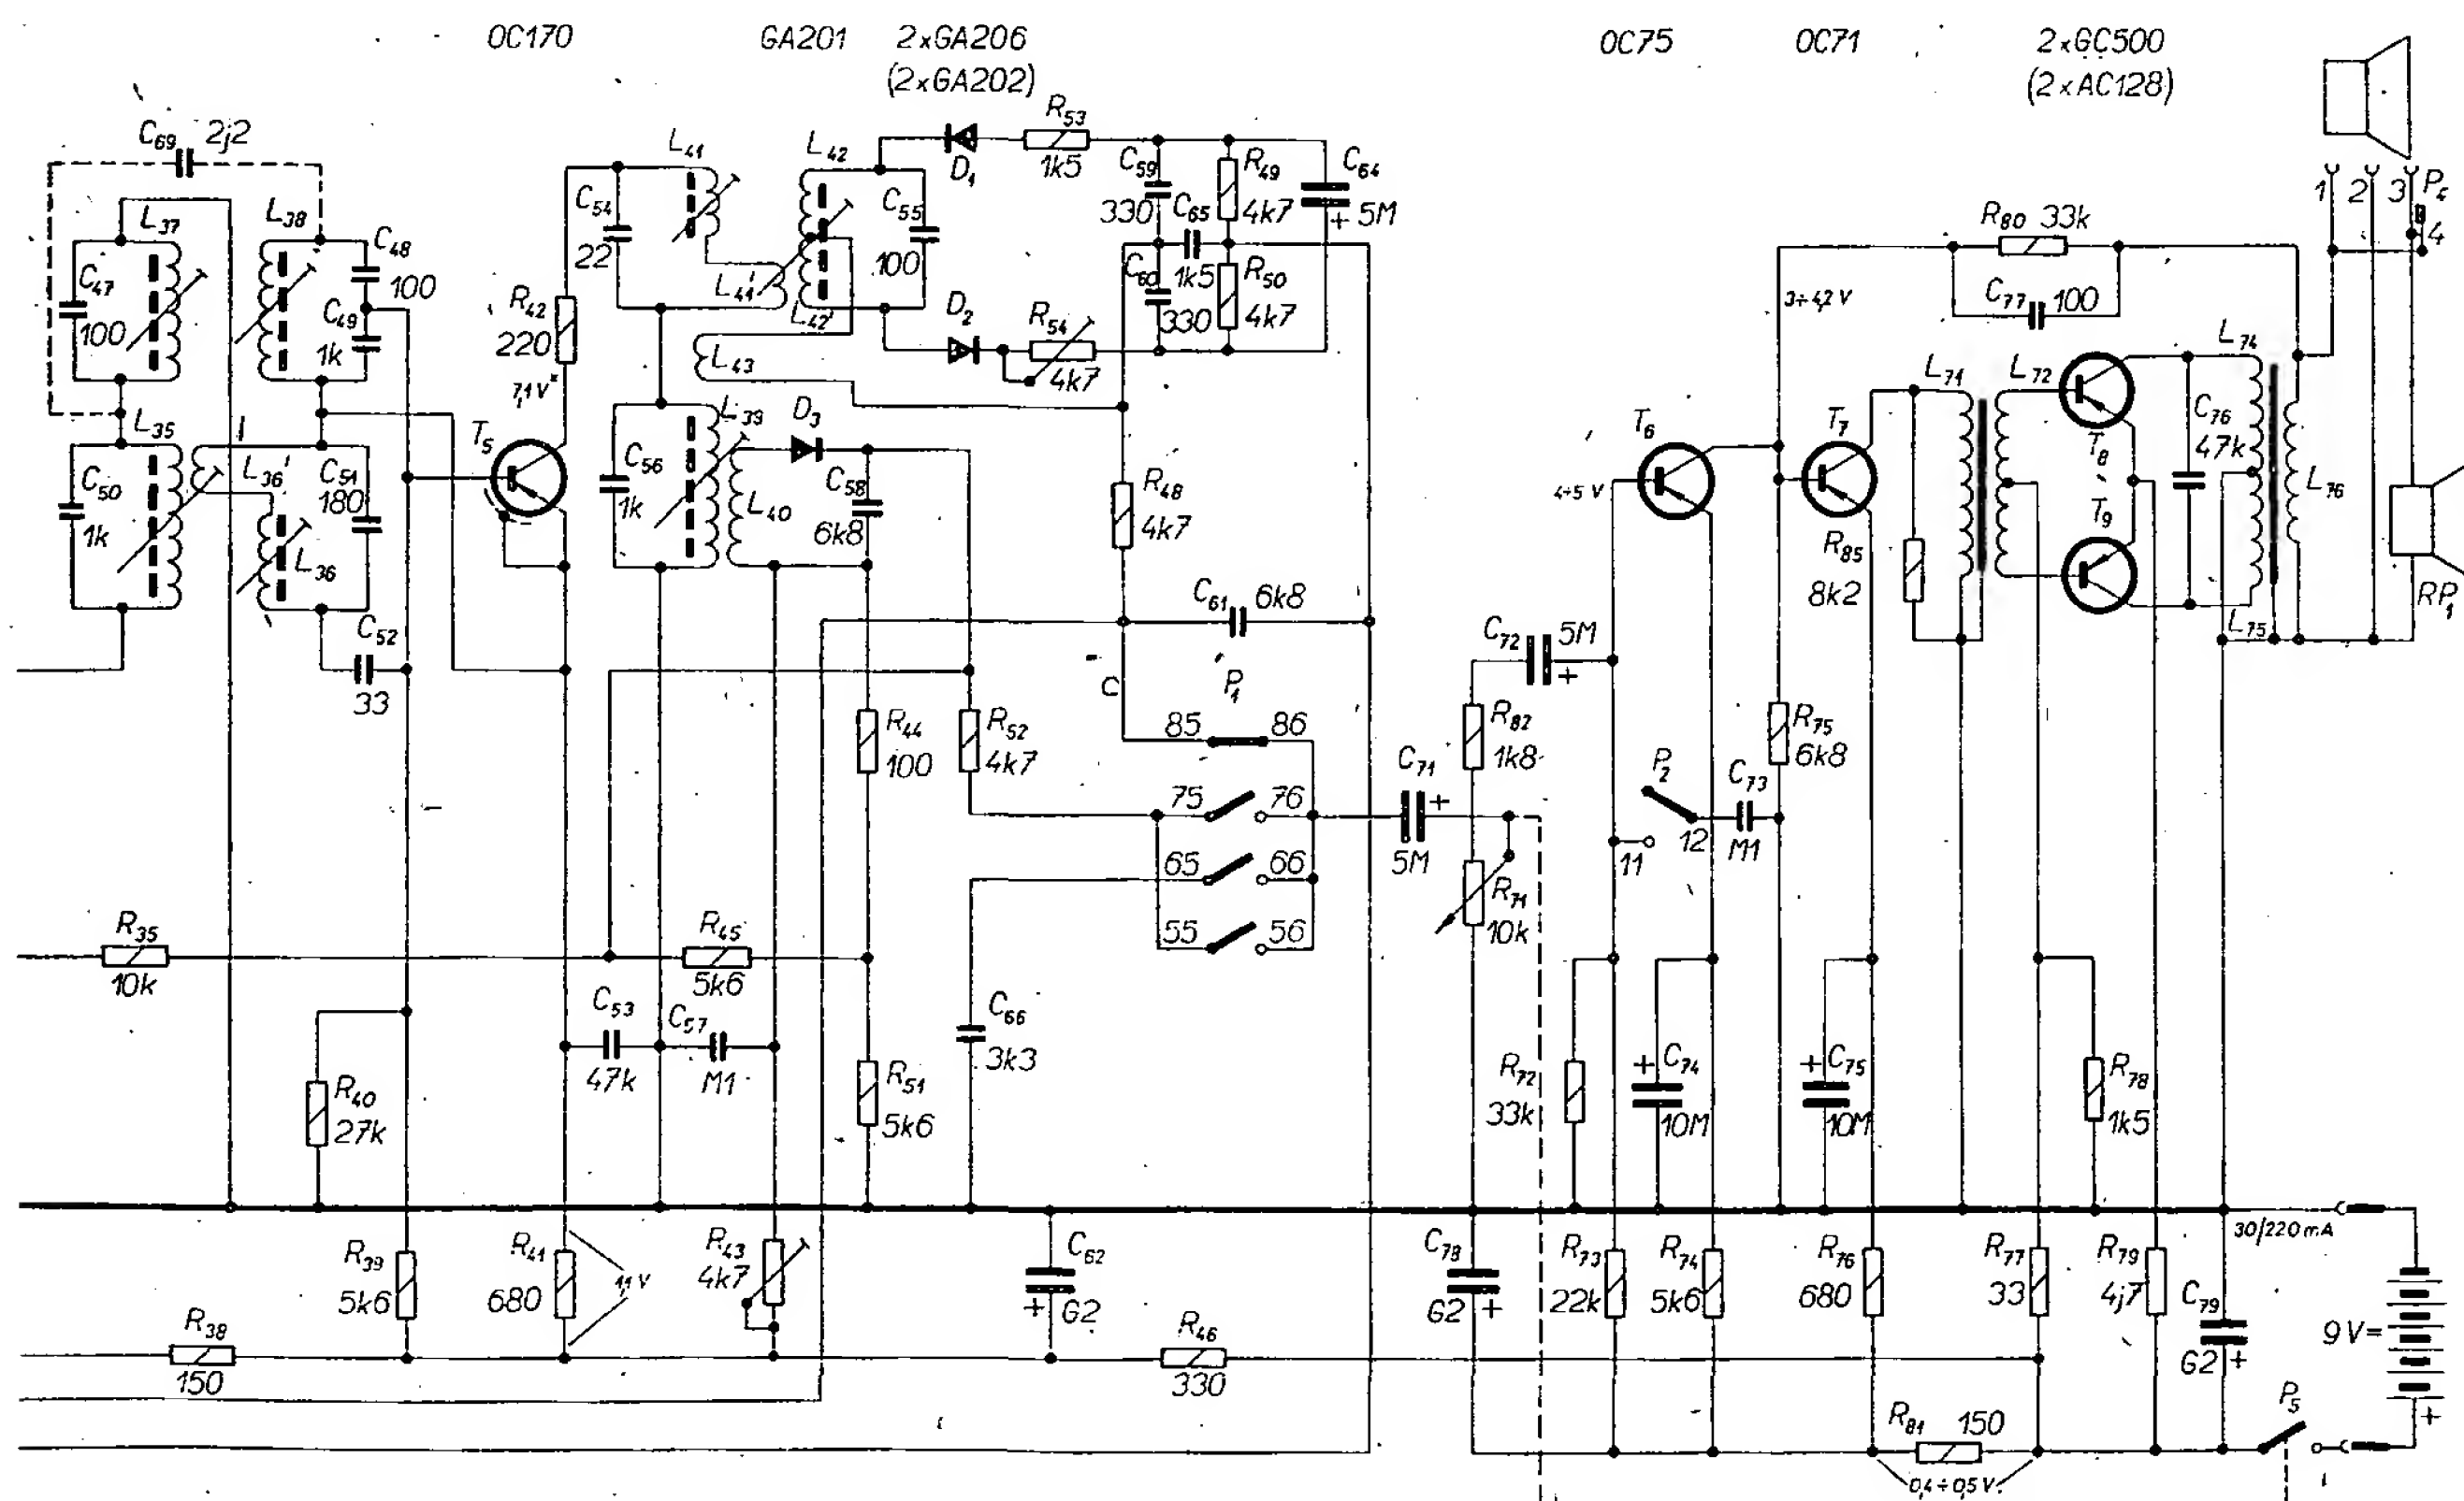 OC170 GA201 2×GA206 OC75 OC71 2×GC500
(2×GA202) (2×AC128)
C69 2j2
L37
L38
C48
100
C47
100
C49
1k
L35
C50
1k
L36'
L36
C51
180
C52
33
R42
220
7,1 V*
T5
C54
22
L41
L41'
L42
L42'
C55
100
L43
D1
R53
1k5
D2
R54
4k7
C59
330
C65
1k5
C60
330
R49
4k7
R50
4k7
C64
+ 5M
C56
1k
L39
L40
D3
C58
6k8
R48
4k7
C61 6k8
C P1
85 86
75 76
65 66
55 56
R44
100
R52
4k7
R35
10k
R45
5k6
C53
47k
C57
M1
R51
5k6
C66
3k3
R40
27k
R39
5k6
R41
680
1,1 V
R43
4k7
C62
+ G2
R38
150
R46
330
C72 5M
+
R82
1k8
C71 +
5M
R71
10k
T6
4÷5 V
3÷4,2 V
T7
R75
6k8
P2
11
12
C73
M1
R80 33k
C77 100
L71
L72
R85
8k2
T8
T9
C76
47k
L74
L75
L76
1 2 3 P4
4
RP1
R72
33k
+ C74
10M
+ C75
10M
R78
1k5
C78
G2 +
R73
22k
R74
5k6
R76
680
R77
33
R79
4j7
C79
G2 +
30/220 mA
9 V=
+
R81 150
0,4÷0,5 V
P5